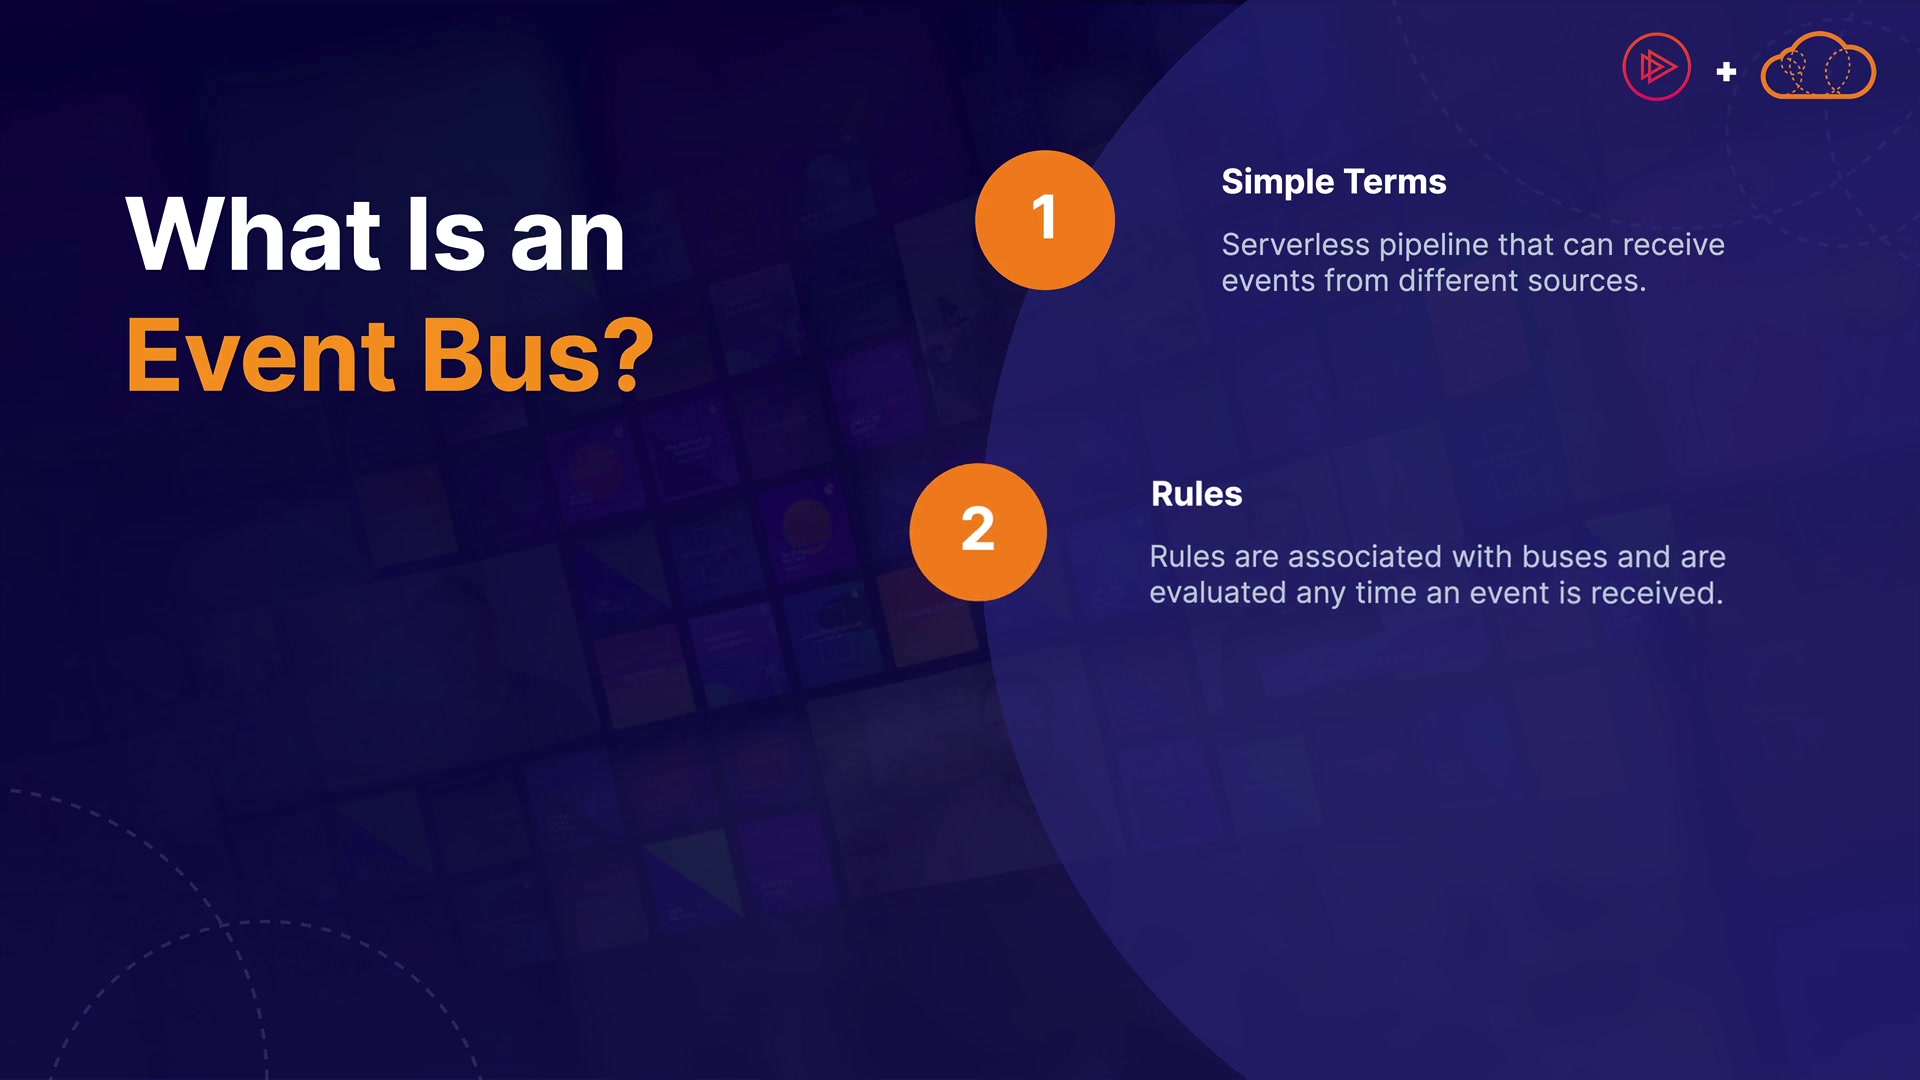 What Is an
Event Bus?
1
Simple Terms
Serverless pipeline that can receive
events from different sources.
2
Rules
Rules are associated with buses and are
evaluated any time an event is received.
+